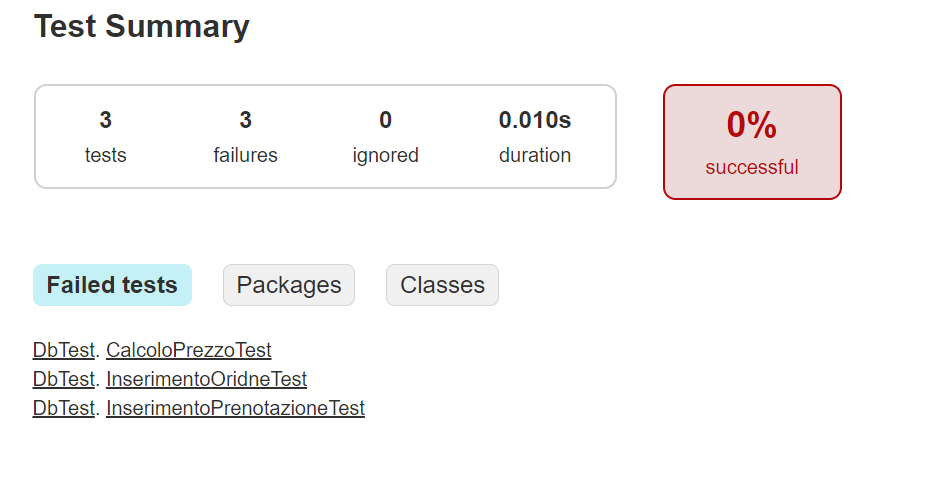 Test Summary
3 3 0 0.010s
tests failures ignored duration
0%
successful
Failed tests Packages Classes
DbTest. CalcoloPrezzoTest
DbTest. InserimentoOridneTest
DbTest. InserimentoPrenotazioneTest